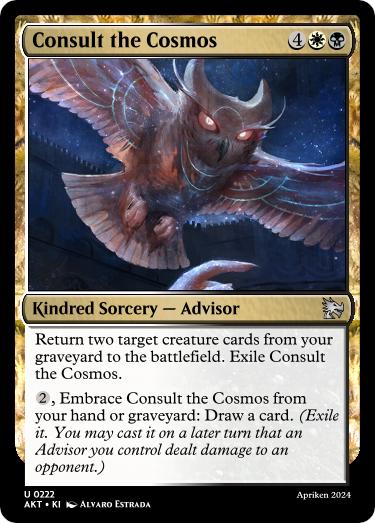 Consult the Cosmos 4
Kindred Sorcery — Advisor
Return two target creature cards from your
graveyard to the battlefield. Exile Consult
the Cosmos.
2, Embrace Consult the Cosmos from
your hand or graveyard: Draw a card. (Exile
it. You may cast it on a later turn that an
Advisor you control dealt damage to an
opponent.)
U 0222
AKT • KI Alvaro Estrada
Apriken 2024